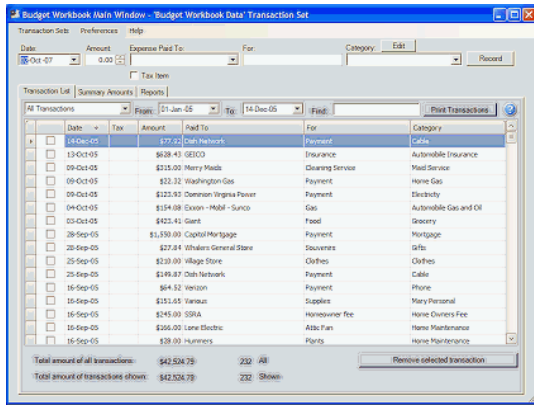 Budget Workbook Main Window - 'Budget Workbook Data' Transaction Set
Transaction Sets Preferences Help
Date: Amount: Expense Paid To: For: Category: Edit
-Oct -07 0.00 Record
Tax Item
Transaction List Summary Amounts Reports
All Transactions From: 01-Jan-05 To: 14-Dec-05 Find: Print Transactions
Date Tax Amount Paid To For Category
14-Dec-05 $77.82 Dish Network Payment Cable
13-Oct-05 $628.43 GEICO Insurance Automobile Insurance
09-Oct-05 $315.00 Merry Maids Cleaning Service Maid Service
09-Oct-05 $22.32 Washington Gas Payment Home Gas
09-Oct-05 $123.93 Dominion Virginia Power Payment Electricity
04-Oct-05 $154.08 Exxon - Mobil - Sunco Gas Automobile Gas and Oil
03-Oct-05 $423.41 Giant Food Grocery
28-Sep-05 $1,550.00 Capitol Mortgage Payment Mortgage
28-Sep-05 $27.84 Whalers General Store Souvenirs Gifts
25-Sep-05 $210.00 Village Store Clothes Clothes
25-Sep-05 $149.87 Dish Network Payment Cable
16-Sep-05 $64.52 Verizon Payment Phone
16-Sep-05 $151.65 Various Supplies Mary Personal
16-Sep-05 $245.00 SSRA Homeowner fee Home Owners Fee
16-Sep-05 $166.00 Lone Electric Attic Fan Home Maintenance
16-Sep-05 $28.00 Hummers Plants Home Maintenance
Total amount of all transactions: $42,524.79 232 All Remove selected transaction
Total amount of transactions shown: $42,524.79 232 Shown